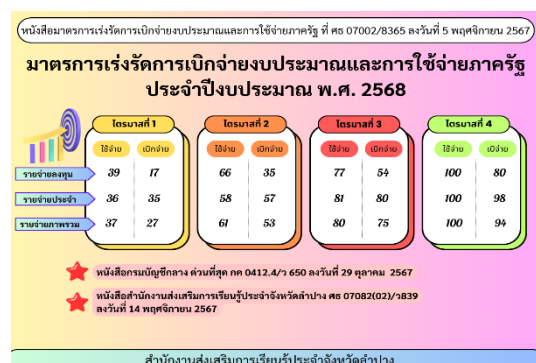 หนังสือมาตรการเร่งรัดการเบิกจ่ายงบประมาณและการใช้จ่ายภาครัฐ ที่ ศธ 07002/8365 ลงวันที่ 5 พฤศจิกายน 2567
มาตรการเร่งรัดการเบิกจ่ายงบประมาณและการใช้จ่ายภาครัฐ
ประจำปีงบประมาณ พ.ศ. 2568
ไตรมาสที่ 1 ไตรมาสที่ 2 ไตรมาสที่ 3 ไตรมาสที่ 4
ใช้จ่าย เบิกจ่าย ใช้จ่าย เบิกจ่าย ใช้จ่าย เบิกจ่าย ใช้จ่าย เบิกจ่าย
รายจ่ายลงทุน 39 17 66 35 77 54 100 80
รายจ่ายประจำ 36 35 58 57 81 80 100 98
รายจ่ายภาพรวม 37 27 61 53 80 75 100 94
หนังสือกรมบัญชีกลาง ด่วนที่สุด กค 0412.4/ว 650 ลงวันที่ 29 ตุลาคม 2567
หนังสือสำนักงานส่งเสริมการเรียนรู้ประจำจังหวัดลำปาง ศธ 07082(02)/ว839
ลงวันที่ 14 พฤศจิกายน 2567
สำนักงานส่งเสริมการเรียนรู้ประจำจังหวัดลำปาง